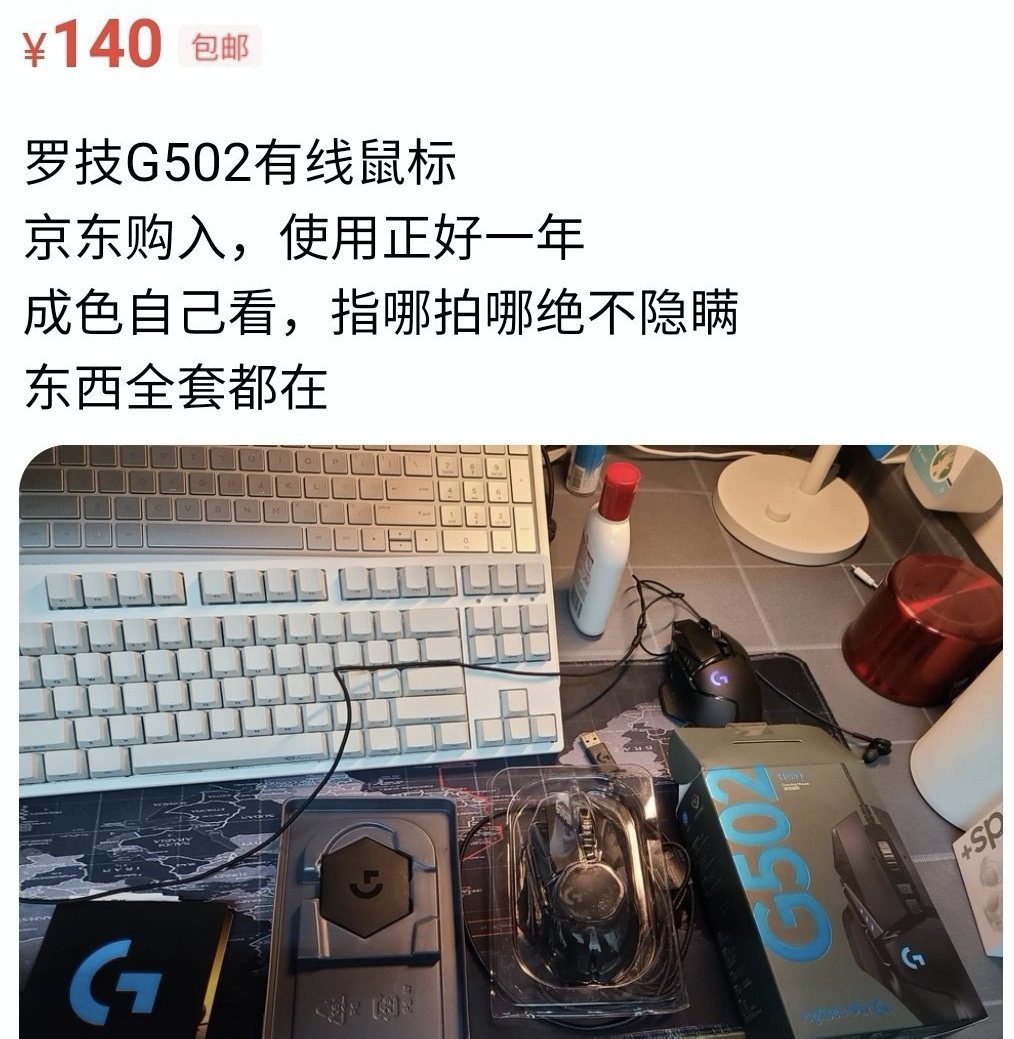 ¥140 包邮
罗技G502有线鼠标
京东购入，使用正好一年
成色自己看，指哪拍哪绝不隐瞒
东西全套都在
G502
+sp